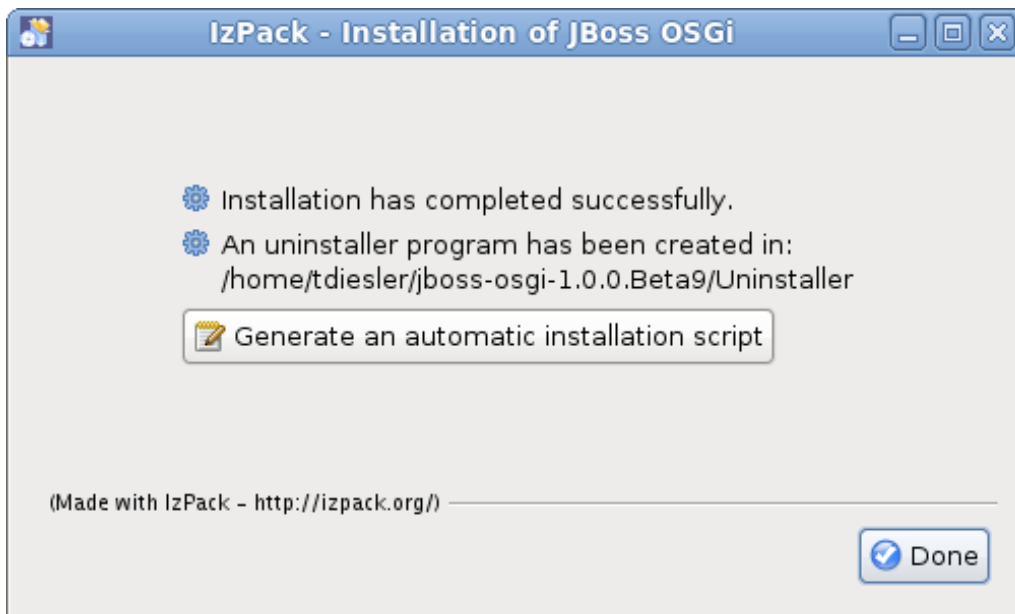 IzPack - Installation of JBoss OSGi
Installation has completed successfully.
An uninstaller program has been created in:
/home/tdiesler/jboss-osgi-1.0.0.Beta9/Uninstaller
Generate an automatic installation script
(Made with IzPack - http://izpack.org/)
Done